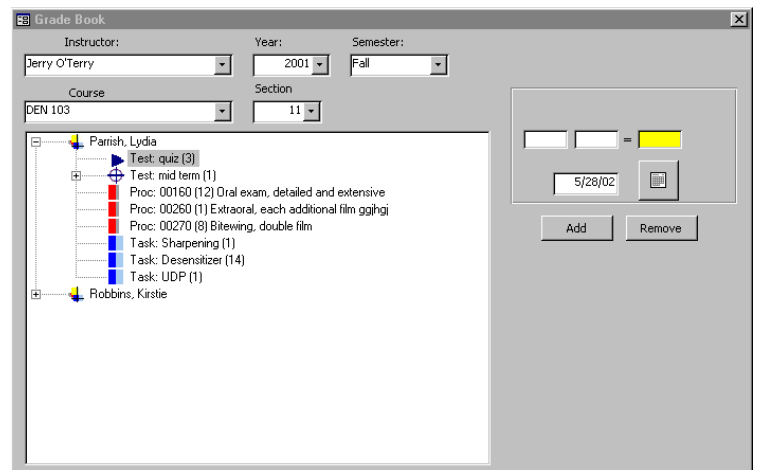 Grade Book
Instructor: Year: Semester:
Jerry O'Terry 2001 Fall
Course Section
DEN 103 11
Parrish, Lydia
Test: quiz (3)
Test: mid term (1)
Proc: 00160 (12) Oral exam, detailed and extensive
Proc: 00260 (1) Extraoral, each additional film ggjhgj
Proc: 00270 (8) Bitewing, double film
Task: Sharpening (1)
Task: Desensitizer (14)
Task: UDP (1)
Robbins, Kirstie
=
5/28/02
Add Remove